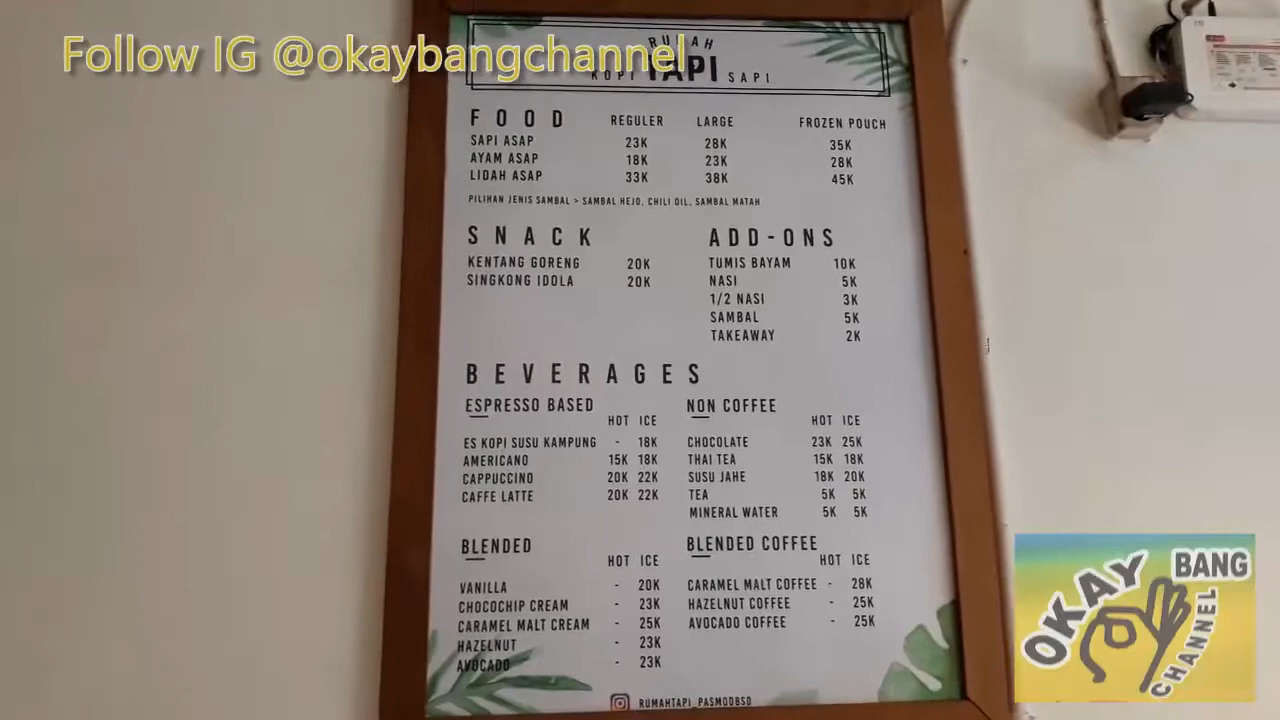 Follow IG @okaybangchannel
RUMAH
KOPI TAPI SAPI
FOOD REGULER LARGE FROZEN POUCH
SAPI ASAP 23K 28K 35K
AYAM ASAP 18K 23K 28K
LIDAH ASAP 33K 38K 45K
PILIHAN JENIS SAMBAL > SAMBAL HEJO, CHILI OIL, SAMBAL MATAH
SNACK
KENTANG GORENG 20K
SINGKONG IDOLA 20K
ADD-ONS
TUMIS BAYAM 10K
NASI 5K
1/2 NASI 3K
SAMBAL 5K
TAKEAWAY 2K
BEVERAGES
ESPRESSO BASED
HOT ICE
ES KOPI SUSU KAMPUNG - 18K
AMERICANO 15K 18K
CAPPUCCINO 20K 22K
CAFFE LATTE 20K 22K
NON COFFEE
HOT ICE
CHOCOLATE 23K 25K
THAI TEA 15K 18K
SUSU JAHE 18K 20K
TEA 5K 5K
MINERAL WATER 5K 5K
BLENDED
HOT ICE
VANILLA - 20K
CHOCOCHIP CREAM - 23K
CARAMEL MALT CREAM - 25K
HAZELNUT - 23K
AVOCADO - 23K
BLENDED COFFEE
HOT ICE
CARAMEL MALT COFFEE - 28K
HAZELNUT COFFEE - 25K
AVOCADO COFFEE - 25K
RUMAHTAPI_PASMODBSD
OKAY BANG CHANNEL